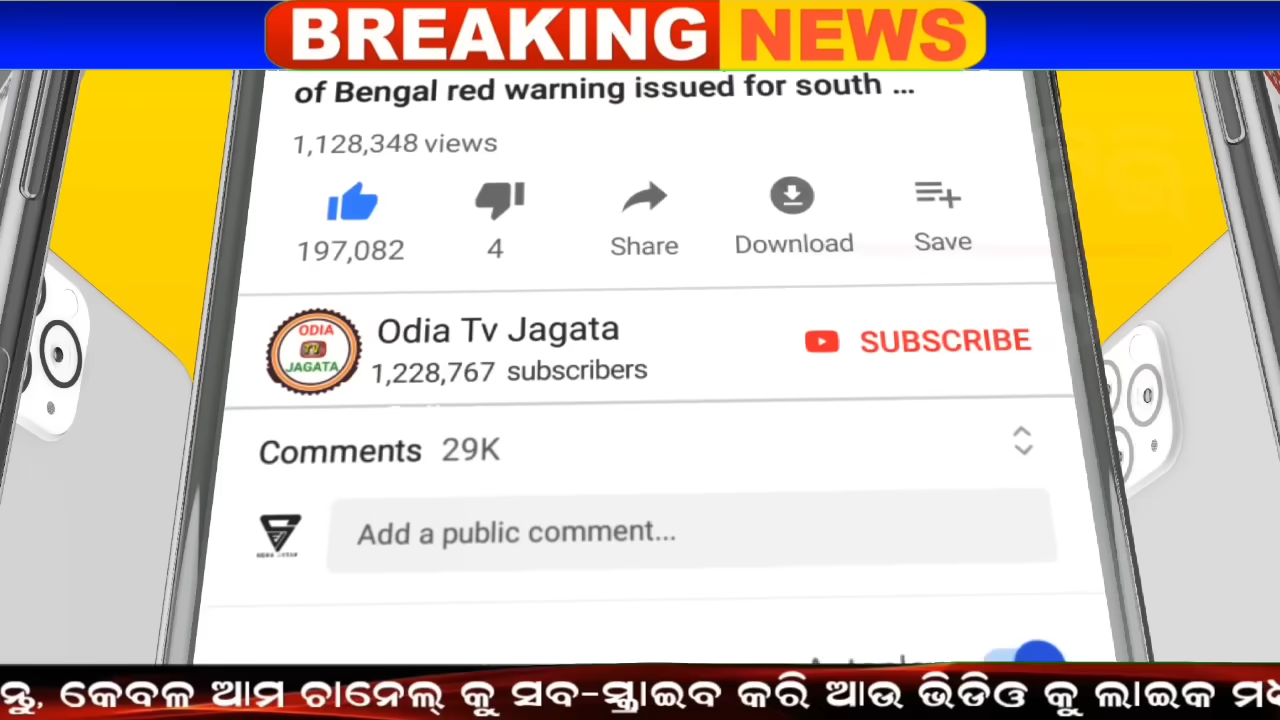 BREAKING NEWS
of Bengal red warning issued for south ...
1,128,348 views
197,082
4
Share
Download
Save
ODIA
TV
JAGATA
Odia Tv Jagata
1,228,767 subscribers
SUBSCRIBE
Comments 29K
Add a public comment...
କେବଳ ଆମ ଚାନେଲ୍ କୁ ସବ-ସ୍କ୍ରାଇବ କରି ଆଉ ଭିଡିଓ କୁ ଲାଇକ